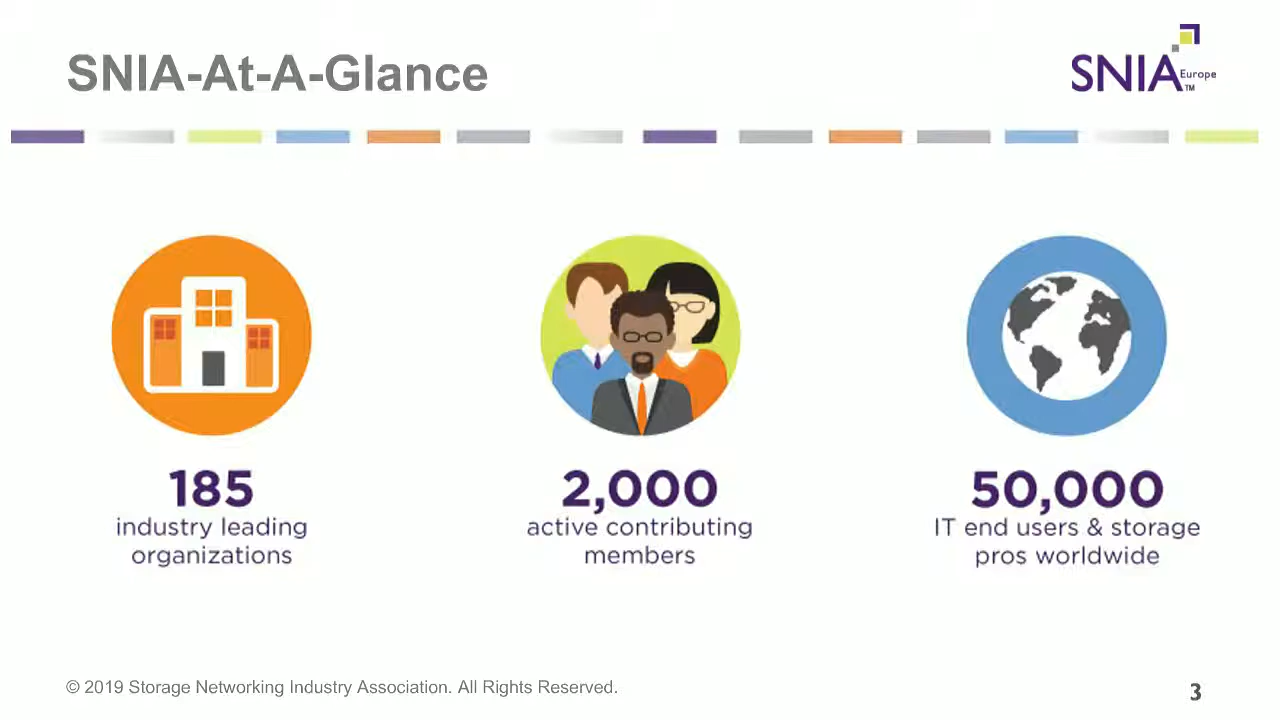 SNIA-At-A-Glance
SNIA Europe
TM
185
industry leading
organizations
2,000
active contributing
members
50,000
IT end users & storage
pros worldwide
© 2019 Storage Networking Industry Association. All Rights Reserved.
3